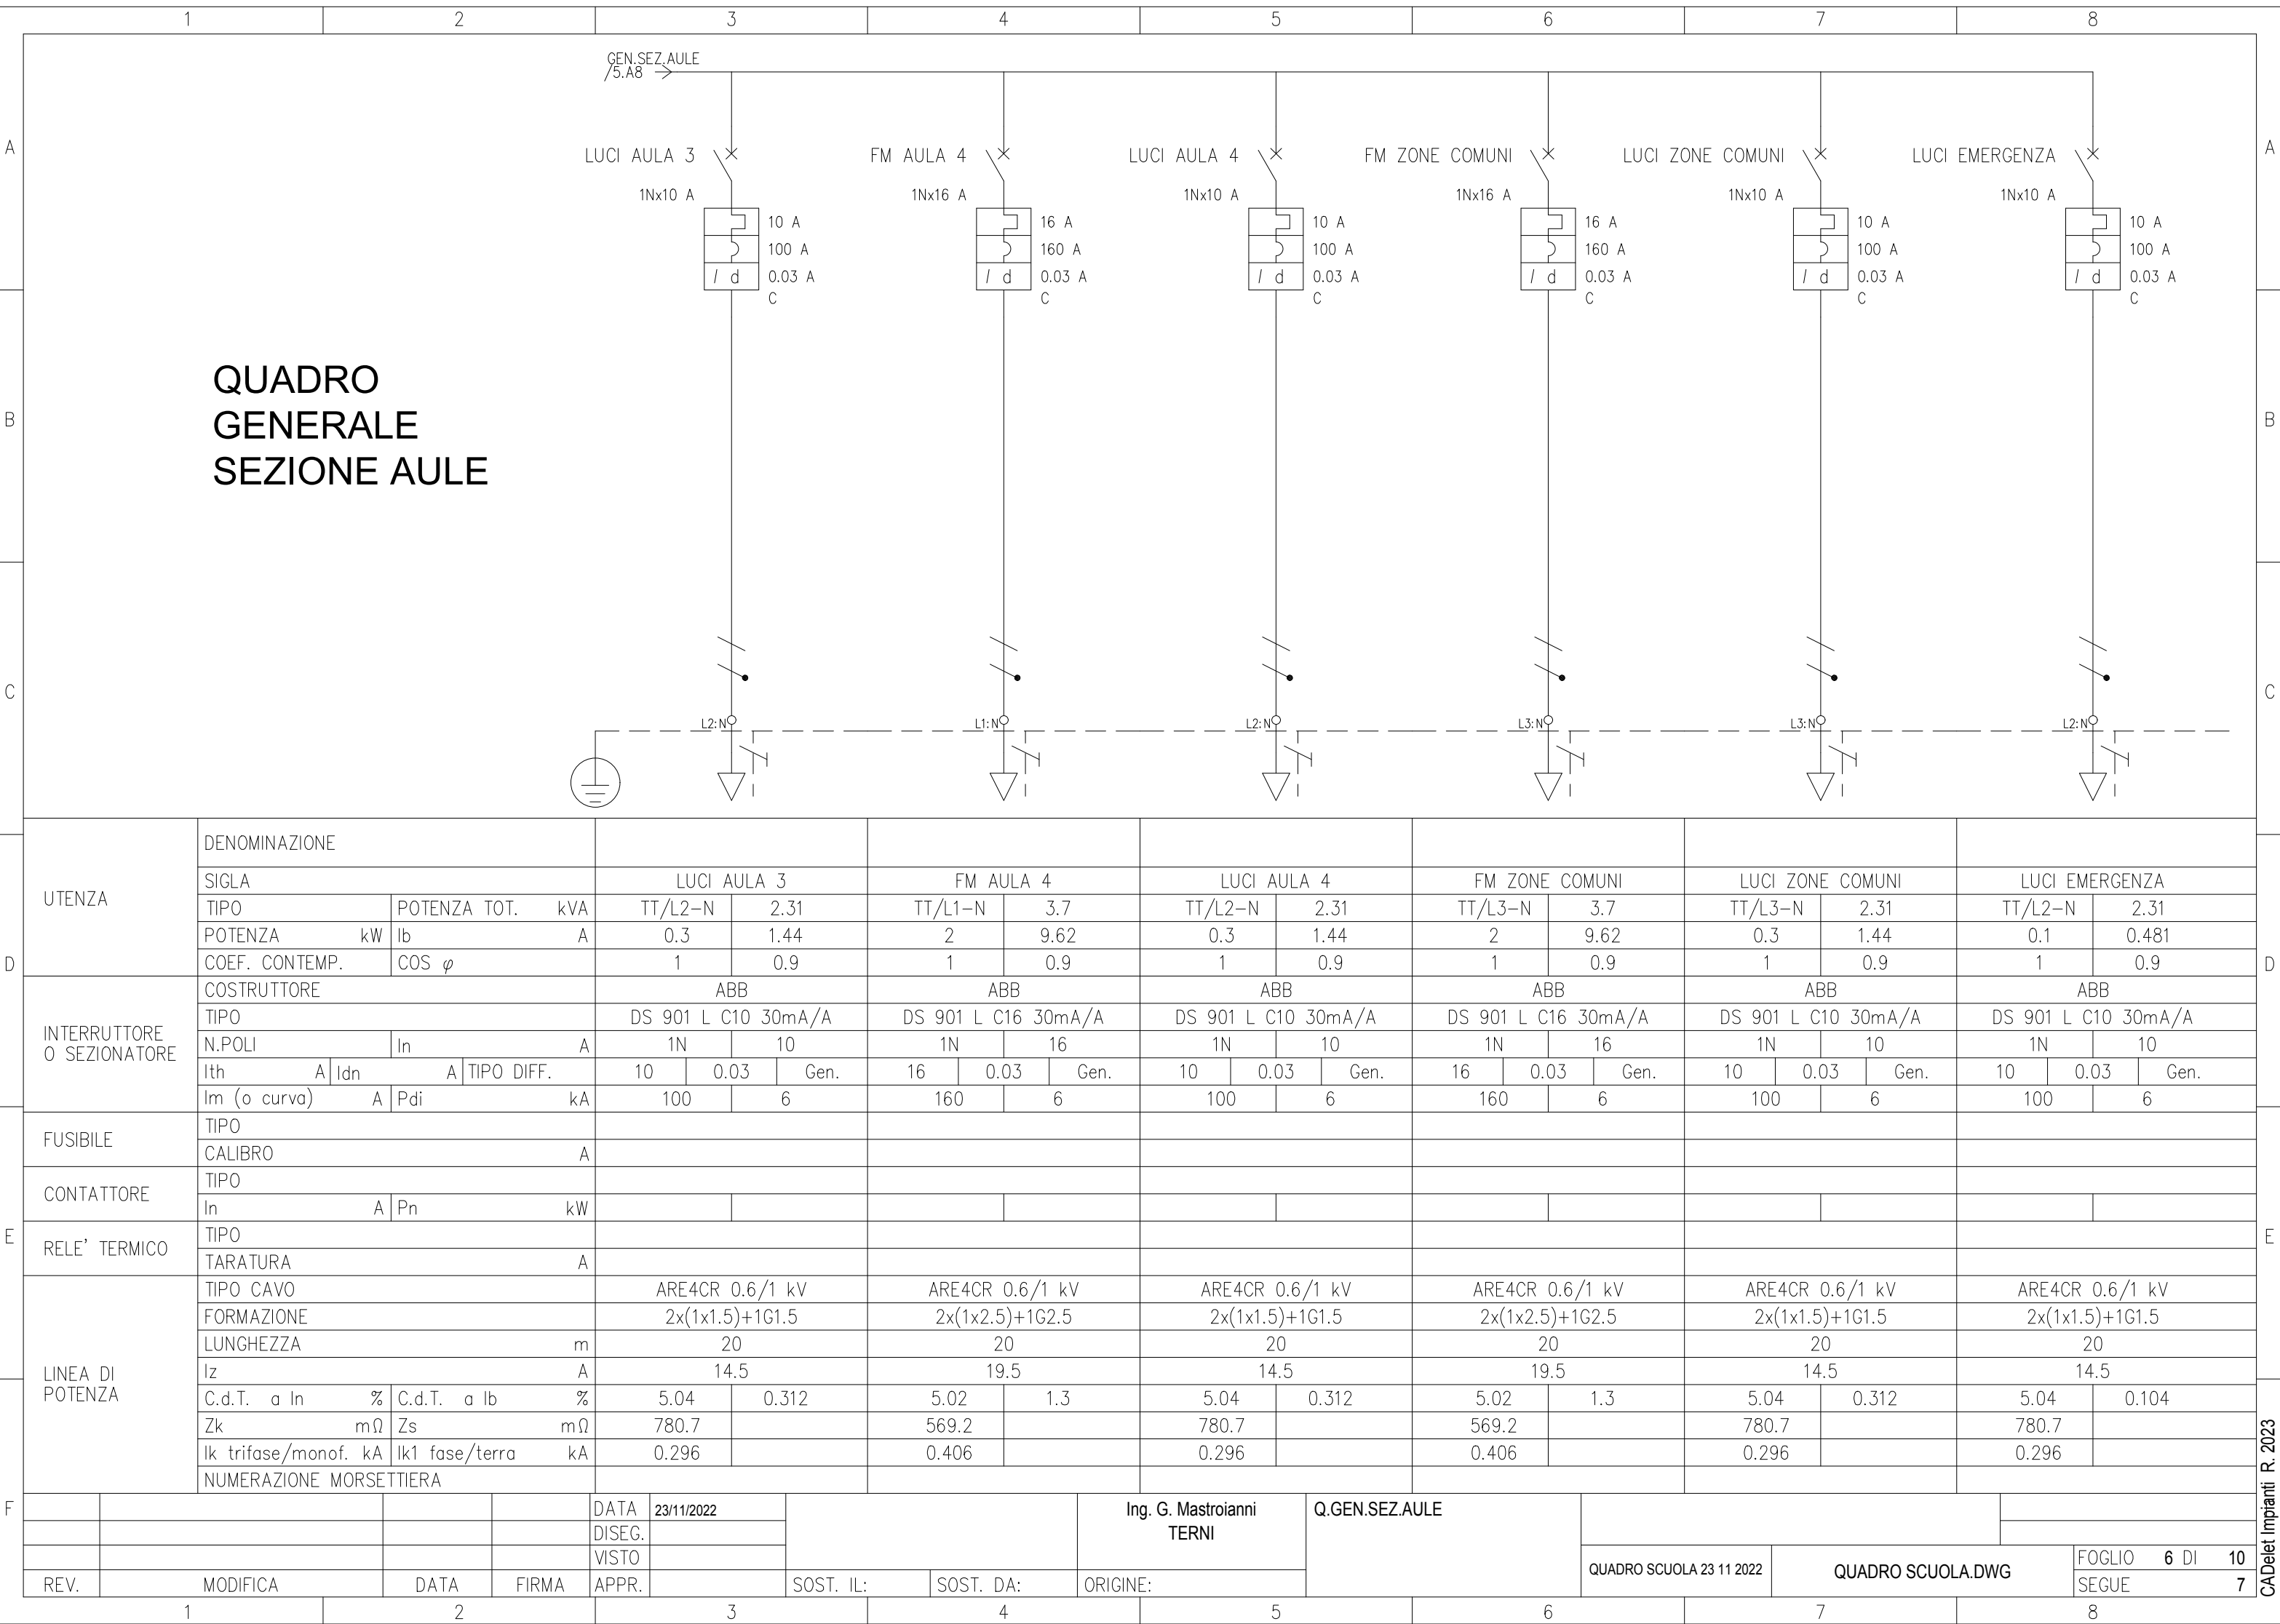 1 2 3 4 5 6 7 8
GEN.SEZ.AULE
/5.A8
A A
LUCI AULA 3 FM AULA 4 LUCI AULA 4 FM ZONE COMUNI LUCI ZONE COMUNI LUCI EMERGENZA
1Nx10 A 1Nx16 A 1Nx10 A 1Nx16 A 1Nx10 A 1Nx10 A
10 A 16 A 10 A 16 A 10 A 10 A
100 A 160 A 100 A 160 A 100 A 100 A
I d 0.03 A I d 0.03 A I d 0.03 A I d 0.03 A I d 0.03 A I d 0.03 A
C C C C C C
QUADRO
GENERALE
SEZIONE AULE
B B
C C
L2:N L1:N L2:N L3:N L3:N L2:N
UTENZA
DENOMINAZIONE
SIGLA LUCI AULA 3 FM AULA 4 LUCI AULA 4 FM ZONE COMUNI LUCI ZONE COMUNI LUCI EMERGENZA
TIPO POTENZA TOT. kVA TT/L2-N 2.31 TT/L1-N 3.7 TT/L2-N 2.31 TT/L3-N 3.7 TT/L3-N 2.31 TT/L2-N 2.31
POTENZA kW Ib A 0.3 1.44 2 9.62 0.3 1.44 2 9.62 0.3 1.44 0.1 0.481
COEF. CONTEMP. COS φ 1 0.9 1 0.9 1 0.9 1 0.9 1 0.9 1 0.9
D D
INTERRUTTORE
O SEZIONATORE
COSTRUTTORE ABB ABB ABB ABB ABB ABB
TIPO DS 901 L C10 30mA/A DS 901 L C16 30mA/A DS 901 L C10 30mA/A DS 901 L C16 30mA/A DS 901 L C10 30mA/A DS 901 L C10 30mA/A
N.POLI In A 1N 10 1N 16 1N 10 1N 16 1N 10 1N 10
Ith A Idn A TIPO DIFF. 10 0.03 Gen. 16 0.03 Gen. 10 0.03 Gen. 16 0.03 Gen. 10 0.03 Gen. 10 0.03 Gen.
Im (o curva) A Pdi kA 100 6 160 6 100 6 160 6 100 6 100 6
FUSIBILE
TIPO
CALIBRO A
CONTATTORE
TIPO
In A Pn kW
E E
RELE' TERMICO
TIPO
TARATURA A
LINEA DI
POTENZA
TIPO CAVO ARE4CR 0.6/1 kV ARE4CR 0.6/1 kV ARE4CR 0.6/1 kV ARE4CR 0.6/1 kV ARE4CR 0.6/1 kV ARE4CR 0.6/1 kV
FORMAZIONE 2x(1x1.5)+1G1.5 2x(1x2.5)+1G2.5 2x(1x1.5)+1G1.5 2x(1x2.5)+1G2.5 2x(1x1.5)+1G1.5 2x(1x1.5)+1G1.5
LUNGHEZZA m 20 20 20 20 20 20
Iz A 14.5 19.5 14.5 19.5 14.5 14.5
C.d.T. a In % C.d.T. a Ib % 5.04 0.312 5.02 1.3 5.04 0.312 5.02 1.3 5.04 0.312 5.04 0.104
Zk mΩ Zs mΩ 780.7 569.2 780.7 569.2 780.7 780.7
Ik trifase/monof. kA Ik1 fase/terra kA 0.296 0.406 0.296 0.406 0.296 0.296
NUMERAZIONE MORSETTIERA
F
DATA 23/11/2022 Ing. G. Mastroianni Q.GEN.SEZ.AULE
DISEG. TERNI
VISTO
QUADRO SCUOLA 23 11 2022 QUADRO SCUOLA.DWG FOGLIO 6 DI 10
REV. MODIFICA DATA FIRMA APPR. SOST. IL: SOST. DA: ORIGINE: SEGUE 7
CADelet Impianti R. 2023
1 2 3 4 5 6 7 8